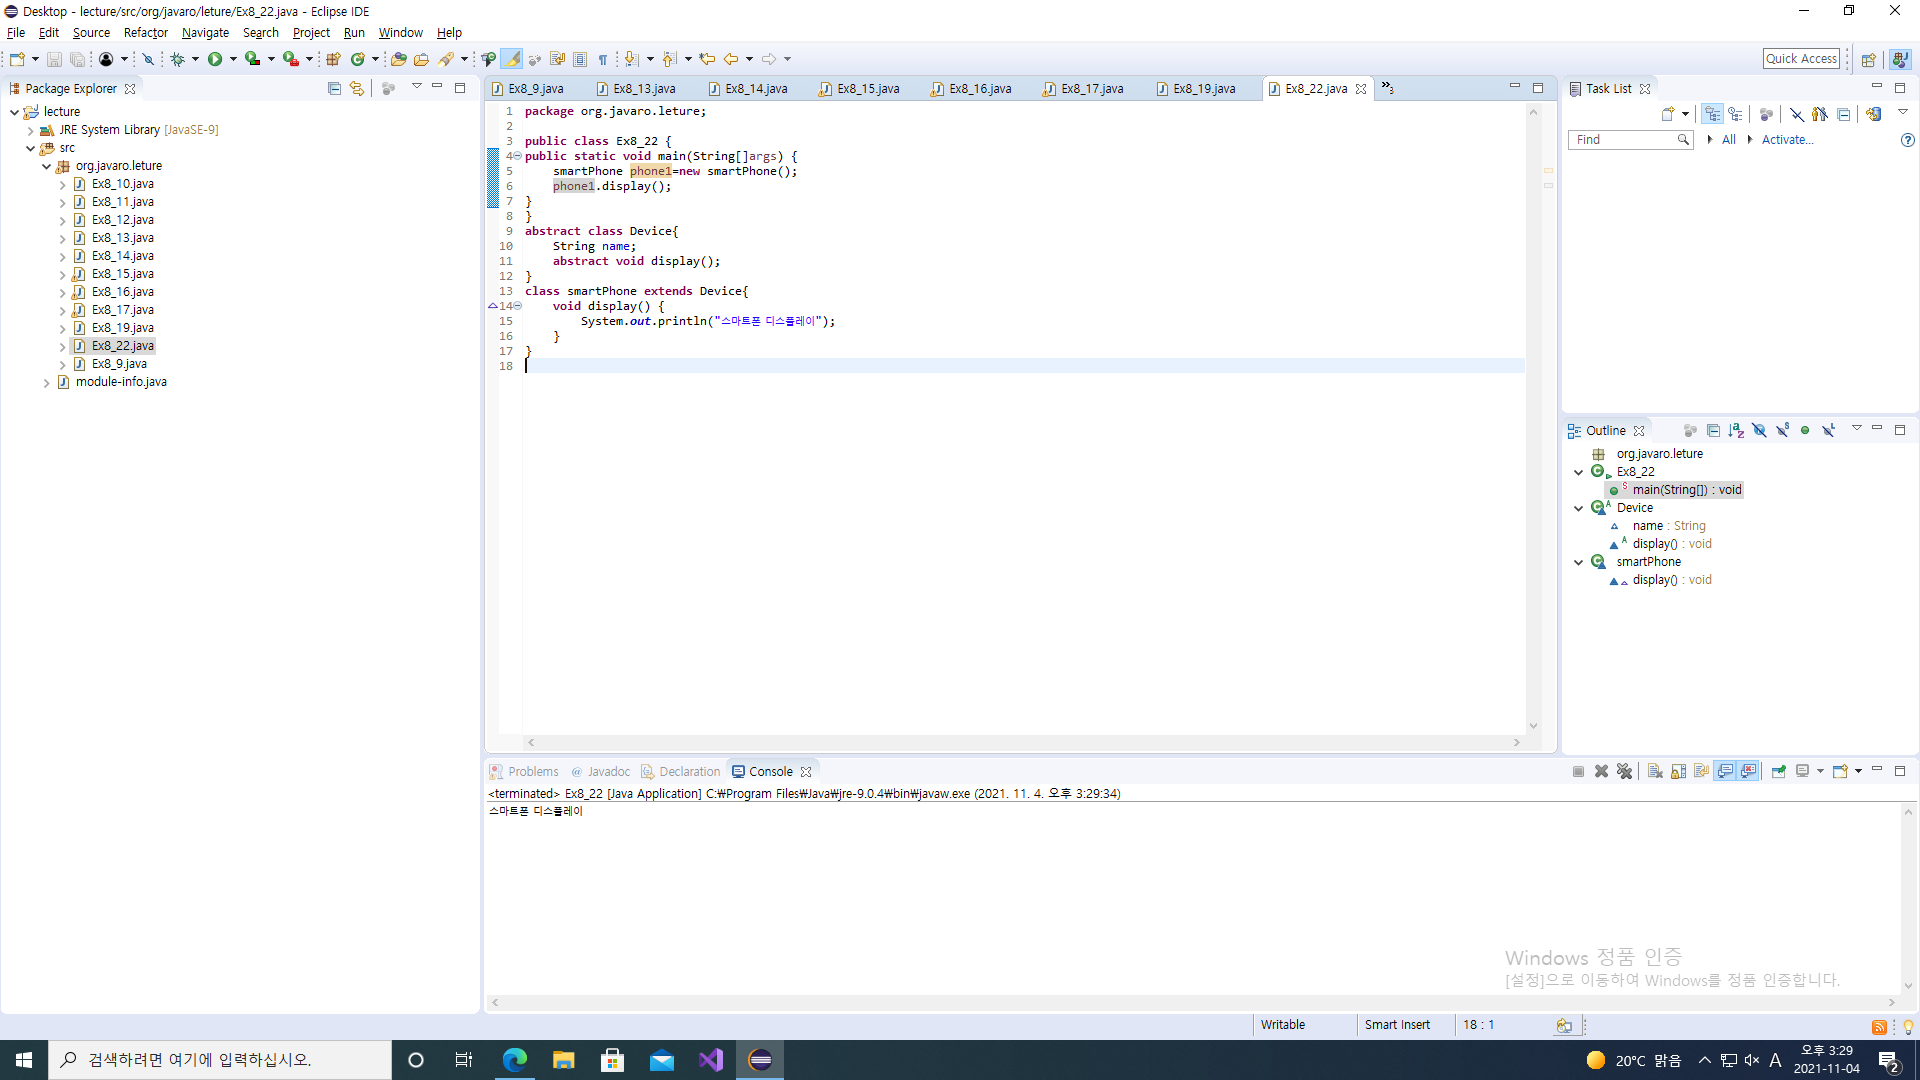 Desktop - lecture/src/org/javaro/leture/Ex8_22.java - Eclipse IDE
File Edit Source Refactor Navigate Search Project Run Window Help
Quick Access
Package Explorer
lecture
JRE System Library [JavaSE-9]
src
org.javaro.leture
Ex8_10.java
Ex8_11.java
Ex8_12.java
Ex8_13.java
Ex8_14.java
Ex8_15.java
Ex8_16.java
Ex8_17.java
Ex8_19.java
Ex8_22.java
Ex8_9.java
module-info.java
Ex8_9.java Ex8_13.java Ex8_14.java Ex8_15.java Ex8_16.java Ex8_17.java Ex8_19.java Ex8_22.java »3
1 package org.javaro.leture;
2
3 public class Ex8_22 {
4 public static void main(String[]args) {
5 smartPhone phone1=new smartPhone();
6 phone1.display();
7 }
8 }
9 abstract class Device{
10 String name;
11 abstract void display();
12 }
13 class smartPhone extends Device{
14 void display() {
15 System.out.println("스마트폰 디스플레이");
16 }
17 }
18
Task List
Find All Activate...
Outline
org.javaro.leture
Ex8_22
main(String[]) : void
Device
name : String
display() : void
smartPhone
display() : void
Problems @ Javadoc Declaration Console
<terminated> Ex8_22 [Java Application] C:₩Program Files₩Java₩jre-9.0.4₩bin₩javaw.exe (2021. 11. 4. 오후 3:29:34)
스마트폰 디스플레이
Windows 정품 인증
[설정]으로 이동하여 Windows를 정품 인증합니다.
Writable Smart Insert 18 : 1
검색하려면 여기에 입력하십시오.
20°C 맑음 A 오후 3:29
2021-11-04 2